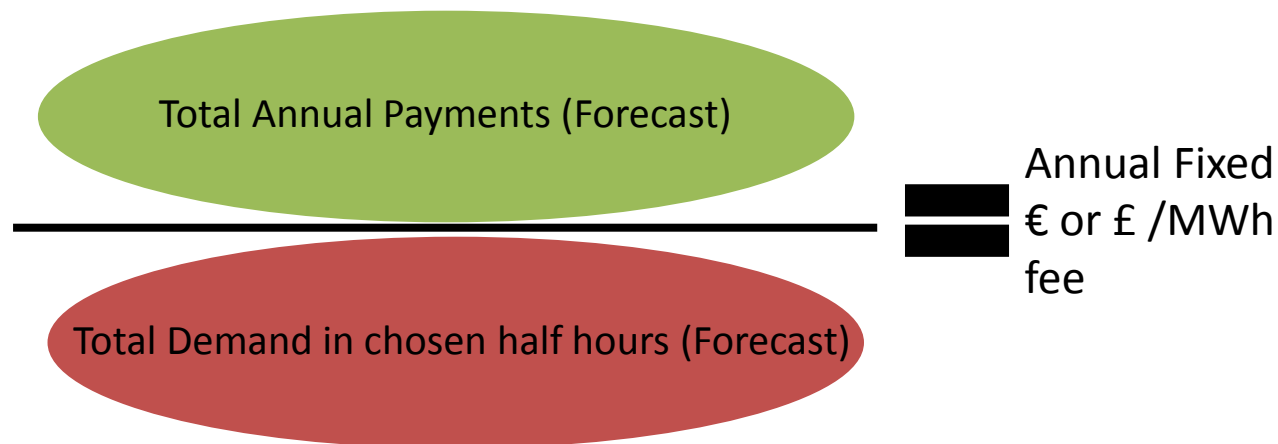 Total Annual Payments (Forecast)
Total Demand in chosen half hours (Forecast)
Annual Fixed
€ or £ /MWh
fee